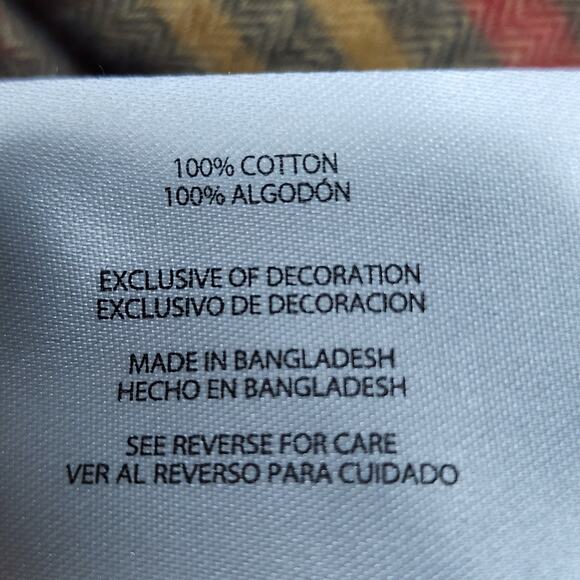 100% COTTON
100% ALGODÓN
EXCLUSIVE OF DECORATION
EXCLUSIVO DE DECORACION
MADE IN BANGLADESH
HECHO EN BANGLADESH
SEE REVERSE FOR CARE
VER AL REVERSO PARA CUIDADO